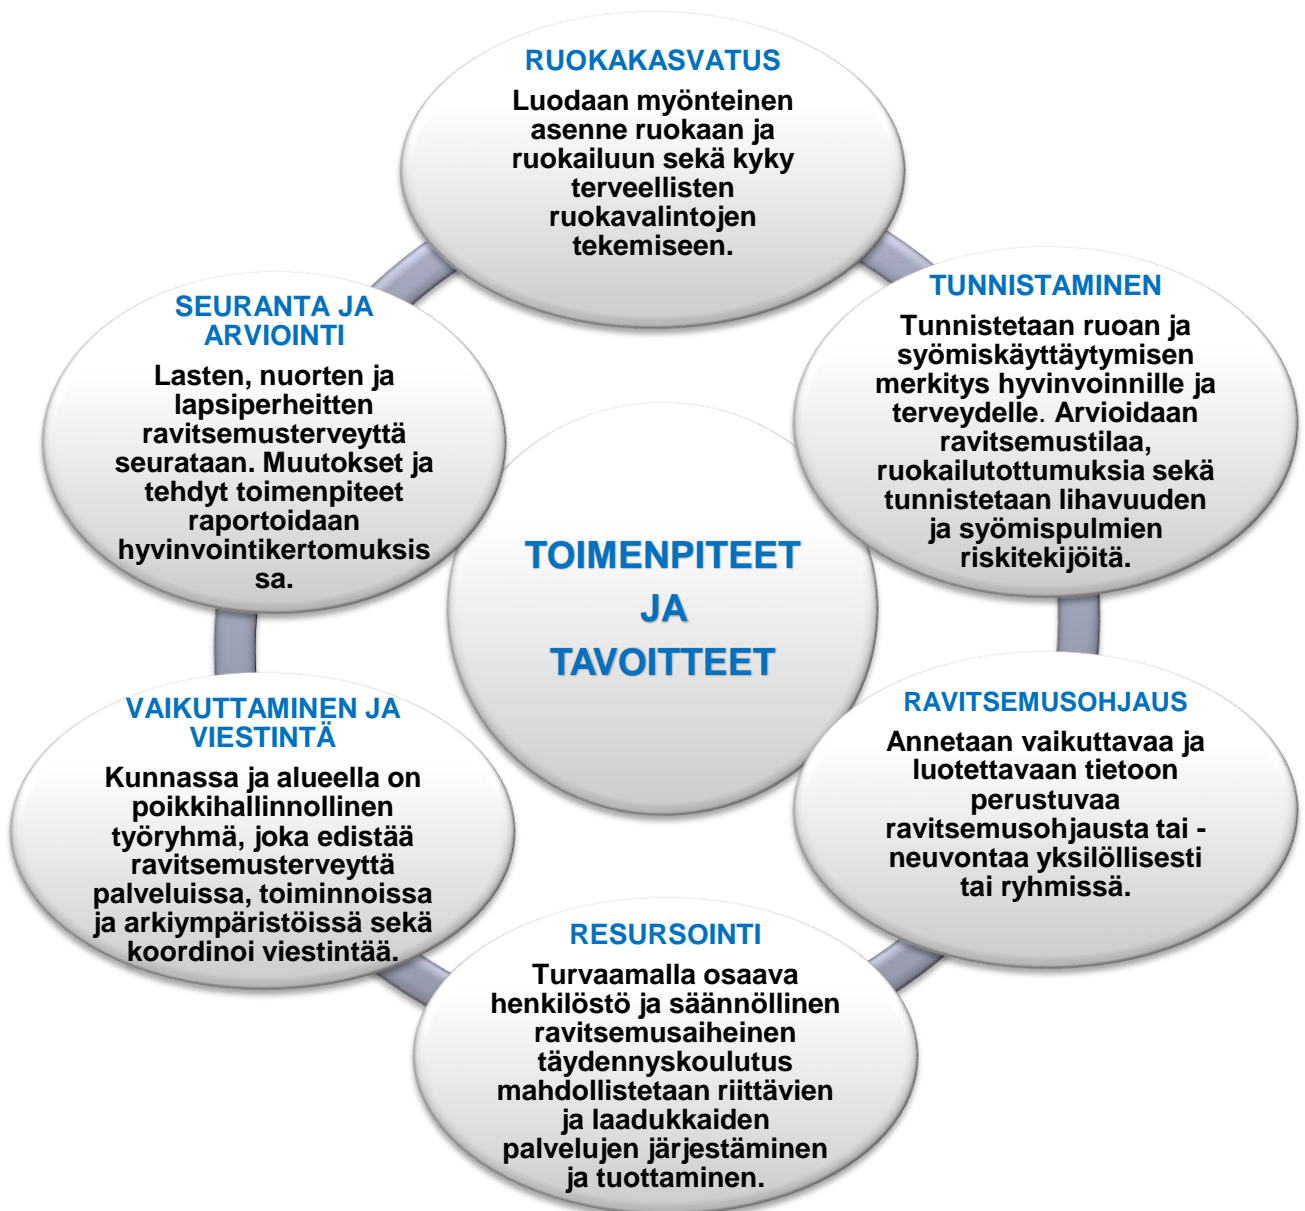 RUOKAKASVATUS
Luodaan myönteinen
asenne ruokaan ja
ruokailuun sekä kyky
terveellisten
ruokavalintojen
tekemiseen.
TUNNISTAMINEN
Tunnistetaan ruoan ja
syömiskäyttäytymisen
merkitys hyvinvoinnille ja
terveydelle. Arvioidaan
ravitsemustilaa,
ruokailutottumuksia sekä
tunnistetaan lihavuuden
ja syömispulmien
riskitekijöitä.
RAVITSEMUSOHJAUS
Annetaan vaikuttavaa ja
luotettavaan tietoon
perustuvaa
ravitsemusohjausta tai -
neuvontaa yksilöllisesti
tai ryhmissä.
RESURSOINTI
Turvaamalla osaava
henkilöstö ja säännöllinen
ravitsemusaiheinen
täydennyskoulutus
mahdollistetaan riittävien
ja laadukkaiden
palvelujen järjestäminen
ja tuottaminen.
VAIKUTTAMINEN JA
VIESTINTÄ
Kunnassa ja alueella on
poikkihallinnollinen
työryhmä, joka edistää
ravitsemusterveyttä
palveluissa, toiminnoissa
ja arkiympäristöissä sekä
koordinoi viestintää.
SEURANTA JA
ARVIOINTI
Lasten, nuorten ja
lapsiperheitten
ravitsemusterveyttä
seurataan. Muutokset ja
tehdyt toimenpiteet
raportoidaan
hyvinvointikertomuksis
sa.
TOIMENPITEET
JA
TAVOITTEET